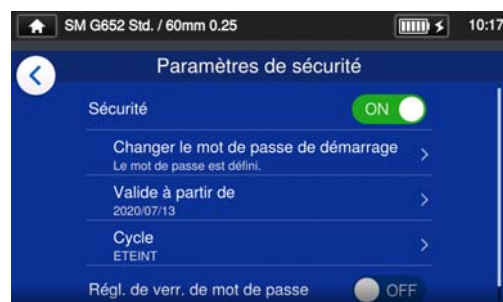 SM G652 Std. / 60mm 0.25 10:17
Paramètres de sécurité
Sécurité ON
Changer le mot de passe de démarrage
Le mot de passe est défini.
Valide à partir de
2020/07/13
Cycle
ÉTEINT
Régl. de verr. de mot de passe OFF